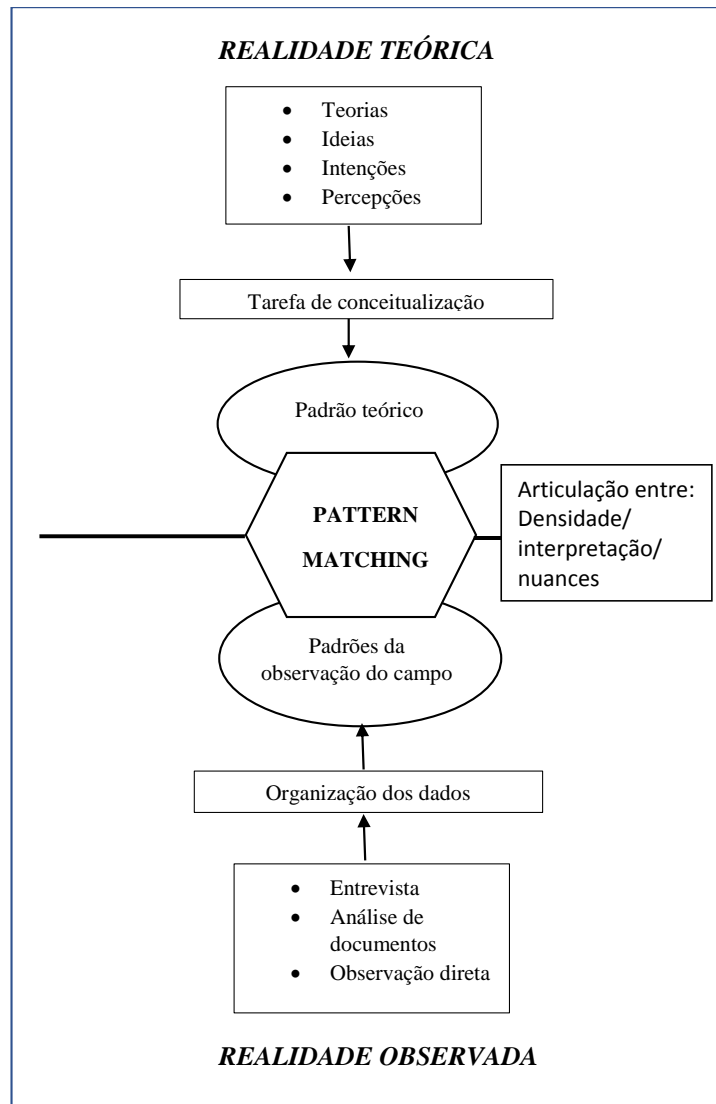 REALIDADE TEÓRICA
• Teorias
• Ideias
• Intenções
• Percepções
Tarefa de conceitualização
Padrão teórico
PATTERN
MATCHING
Articulação entre:
Densidade/
interpretação/
nuances
Padrões da
observação do campo
Organização dos dados
• Entrevista
• Análise de
documentos
• Observação direta
REALIDADE OBSERVADA